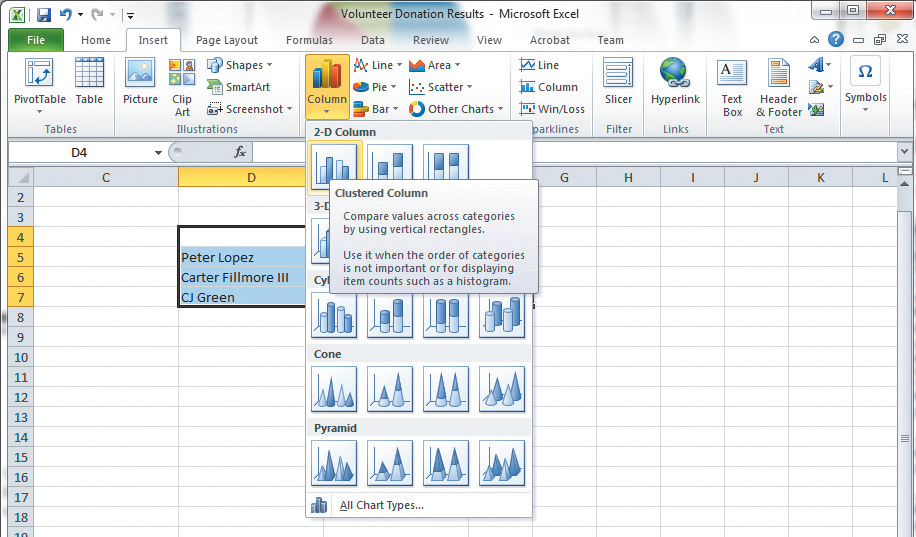 Volunteer Donation Results - Microsoft Excel
File Home Insert Page Layout Formulas Data Review View Acrobat Team
PivotTable Table Picture Clip Art Shapes SmartArt Screenshot Column Line Pie Bar Area Scatter Other Charts Line Column Win/Loss Slicer Hyperlink Text Box Header & Footer Symbols
Tables Illustrations parklines Filter Links Text
D4 fx
C D G H I J K L
2
3
4
5 Peter Lopez
6 Carter Fillmore III
7 CJ Green
8
9
10
11
12
13
14
15
16
17
18
19
2-D Column
Clustered Column
Compare values across categories
by using vertical rectangles.
Use it when the order of categories
is not important or for displaying
item counts such as a histogram.
3-D
Cyl
Cone
Pyramid
All Chart Types...